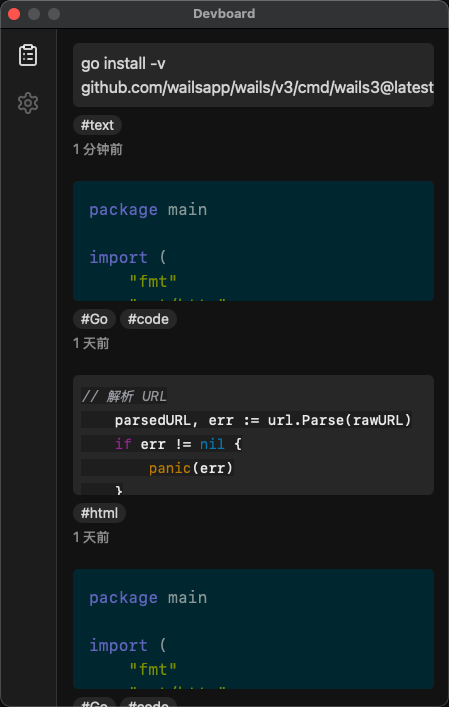 Devboard
go install -v
github.com/wailsapp/wails/v3/cmd/wails3@latest
#text
1 分钟前
package main
import (
"fmt"
#Go #code
1 天前
// 解析 URL
parsedURL, err := url.Parse(rawURL)
if err != nil {
panic(err)
}
#html
1 天前
package main
import (
"fmt"
#Go #code